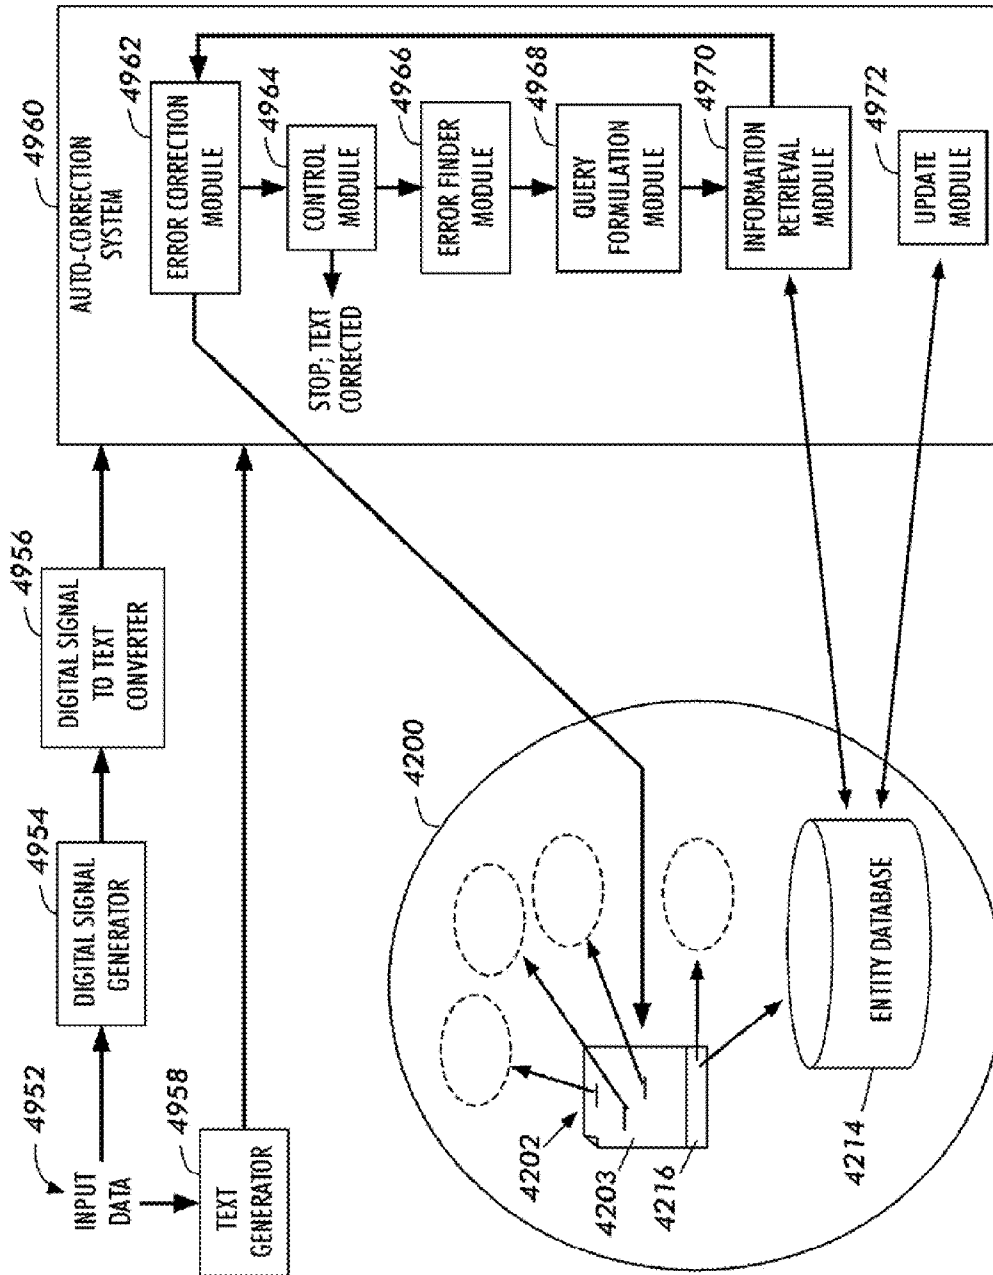 4952
INPUT
DATA
4954
DIGITAL SIGNAL
GENERATOR
4956
DIGITAL SIGNAL
TO TEXT
CONVERTER
4958
TEXT
GENERATOR
4960
AUTO-CORRECTION
SYSTEM
4962
ERROR CORRECTION
MODULE
4964
CONTROL
MODULE
STOP; TEXT
CORRECTED
4966
ERROR FINDER
MODULE
4968
QUERY
FORMULATION
MODULE
4970
INFORMATION
RETRIEVAL
MODULE
4972
UPDATE
MODULE
4200
4202
4203
4216
4214
ENTITY DATABASE